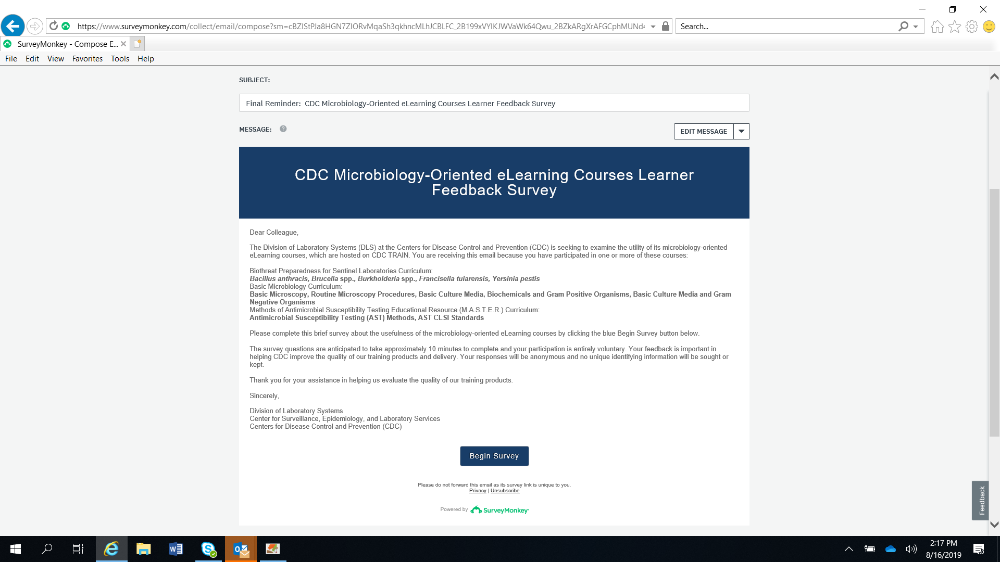 https://www.surveymonkey.com/collect/email/compose?sm=cBZIStPJa8HGN7ZIORvMqaSh3qkhncMLhJCBLFC_2B199xVYIKJWVaWk64Qwu_2BZkARgXrAFGCphMUNd
Search...
SurveyMonkey - Compose E...
File Edit View Favorites Tools Help
SUBJECT:
Final Reminder:  CDC Microbiology-Oriented eLearning Courses Learner Feedback Survey
MESSAGE: ?
EDIT MESSAGE
CDC Microbiology-Oriented eLearning Courses Learner
Feedback Survey
Dear Colleague,
The Division of Laboratory Systems (DLS) at the Centers for Disease Control and Prevention (CDC) is seeking to examine the utility of its microbiology-oriented
eLearning courses, which are hosted on CDC TRAIN. You are receiving this email because you have participated in one or more of these courses:
Biothreat Preparedness for Sentinel Laboratories Curriculum:
Bacillus anthracis, Brucella spp., Burkholderia spp., Francisella tularensis, Yersinia pestis
Basic Microbiology Curriculum:
Basic Microscopy, Routine Microscopy Procedures, Basic Culture Media, Biochemicals and Gram Positive Organisms, Basic Culture Media and Gram
Negative Organisms
Methods of Antimicrobial Susceptibility Testing Educational Resource (M.A.S.T.E.R.) Curriculum:
Antimicrobial Susceptibility Testing (AST) Methods, AST CLSI Standards
Please complete this brief survey about the usefulness of the microbiology-oriented eLearning courses by clicking the blue Begin Survey button below.
The survey questions are anticipated to take approximately 10 minutes to complete and your participation is entirely voluntary. Your feedback is important in
helping CDC improve the quality of our training products and delivery. Your responses will be anonymous and no unique identifying information will be sought or
kept.
Thank you for your assistance in helping us evaluate the quality of our training products.
Sincerely,
Division of Laboratory Systems
Center for Surveillance, Epidemiology, and Laboratory Services
Centers for Disease Control and Prevention (CDC)
Begin Survey
Please do not forward this email as its survey link is unique to you.
Privacy | Unsubscribe
Powered by SurveyMonkey
Feedback
2:17 PM
8/16/2019